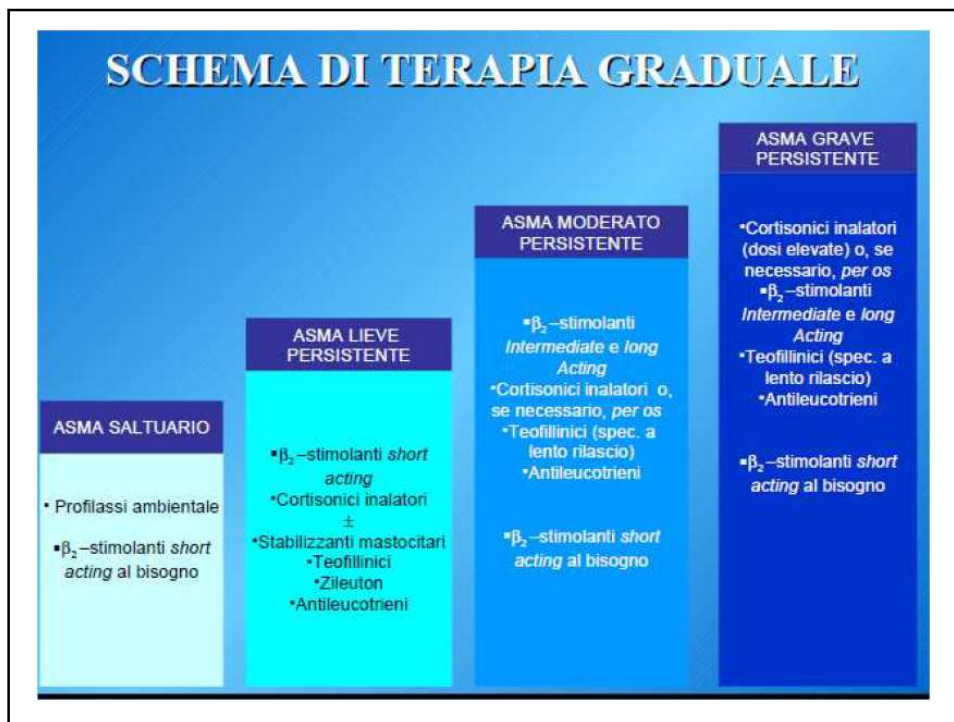 SCHEMA DI TERAPIA GRADUALE
ASMA SALTUARIO
• Profilassi ambientale
▪β₂–stimolanti short
acting al bisogno
ASMA LIEVE
PERSISTENTE
▪β₂–stimolanti short
acting
•Cortisonici inalatori
±
•Stabilizzanti mastocitari
•Teofillinici
•Zileuton
•Antileucotrieni
ASMA MODERATO
PERSISTENTE
▪β₂–stimolanti
Intermediate e long
Acting
•Cortisonici inalatori o,
se necessario, per os
•Teofillinici (spec. a
lento rilascio)
•Antileucotrieni
▪β₂–stimolanti short
acting al bisogno
ASMA GRAVE
PERSISTENTE
•Cortisonici inalatori
(dosi elevate) o, se
necessario, per os
▪β₂–stimolanti
Intermediate e long
Acting
•Teofillinici (spec. a
lento rilascio)
•Antileucotrieni
▪β₂–stimolanti short
acting al bisogno